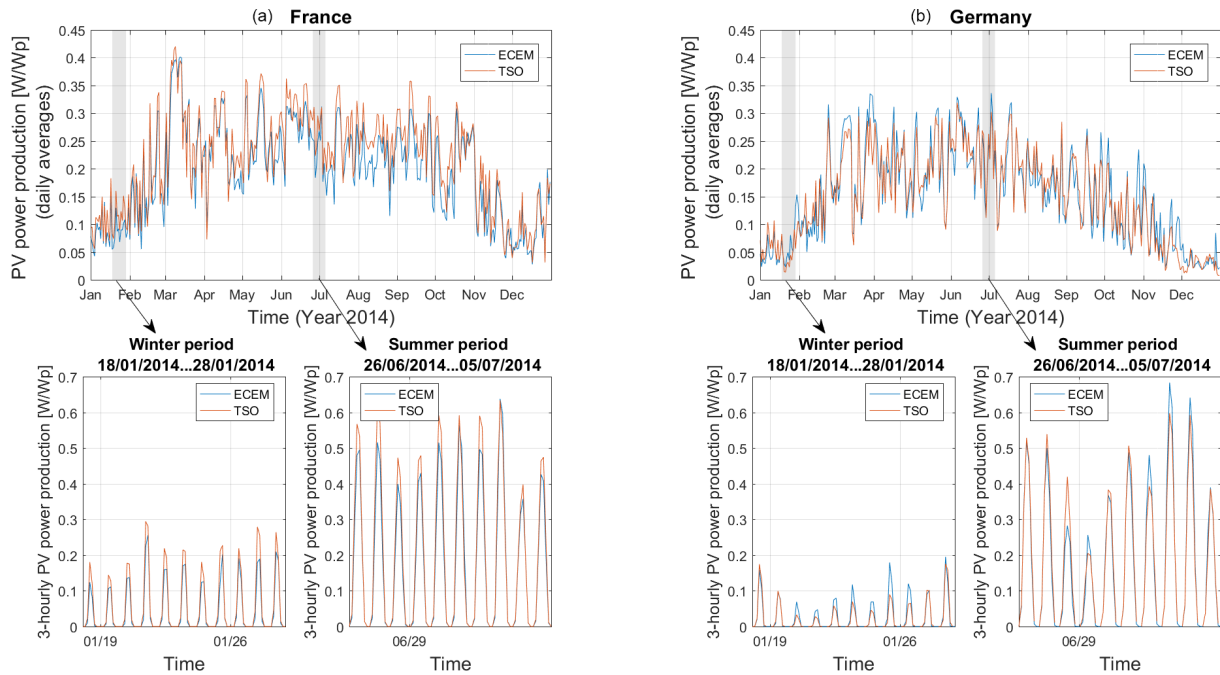 (a) France
PV power production [W/Wp]
(daily averages)
0.45
0.4
0.35
0.3
0.25
0.2
0.15
0.1
0.05
0
ECEM
TSO
Jan Feb Mar Apr May Jun Jul Aug Sep Oct Nov Dec
Time (Year 2014)
Winter period
18/01/2014...28/01/2014
3-hourly PV power production [W/Wp]
0.7
0.6
0.5
0.4
0.3
0.2
0.1
0
ECEM
TSO
01/19 01/26
Time
Summer period
26/06/2014...05/07/2014
3-hourly PV power production [W/Wp]
0.7
0.6
0.5
0.4
0.3
0.2
0.1
0
ECEM
TSO
06/29
Time
(b) Germany
PV power production [W/Wp]
(daily averages)
0.45
0.4
0.35
0.3
0.25
0.2
0.15
0.1
0.05
0
ECEM
TSO
Jan Feb Mar Apr May Jun Jul Aug Sep Oct Nov Dec
Time (Year 2014)
Winter period
18/01/2014...28/01/2014
3-hourly PV power production [W/Wp]
0.7
0.6
0.5
0.4
0.3
0.2
0.1
0
ECEM
TSO
01/19 01/26
Time
Summer period
26/06/2014...05/07/2014
3-hourly PV power production [W/Wp]
0.7
0.6
0.5
0.4
0.3
0.2
0.1
0
ECEM
TSO
06/29
Time